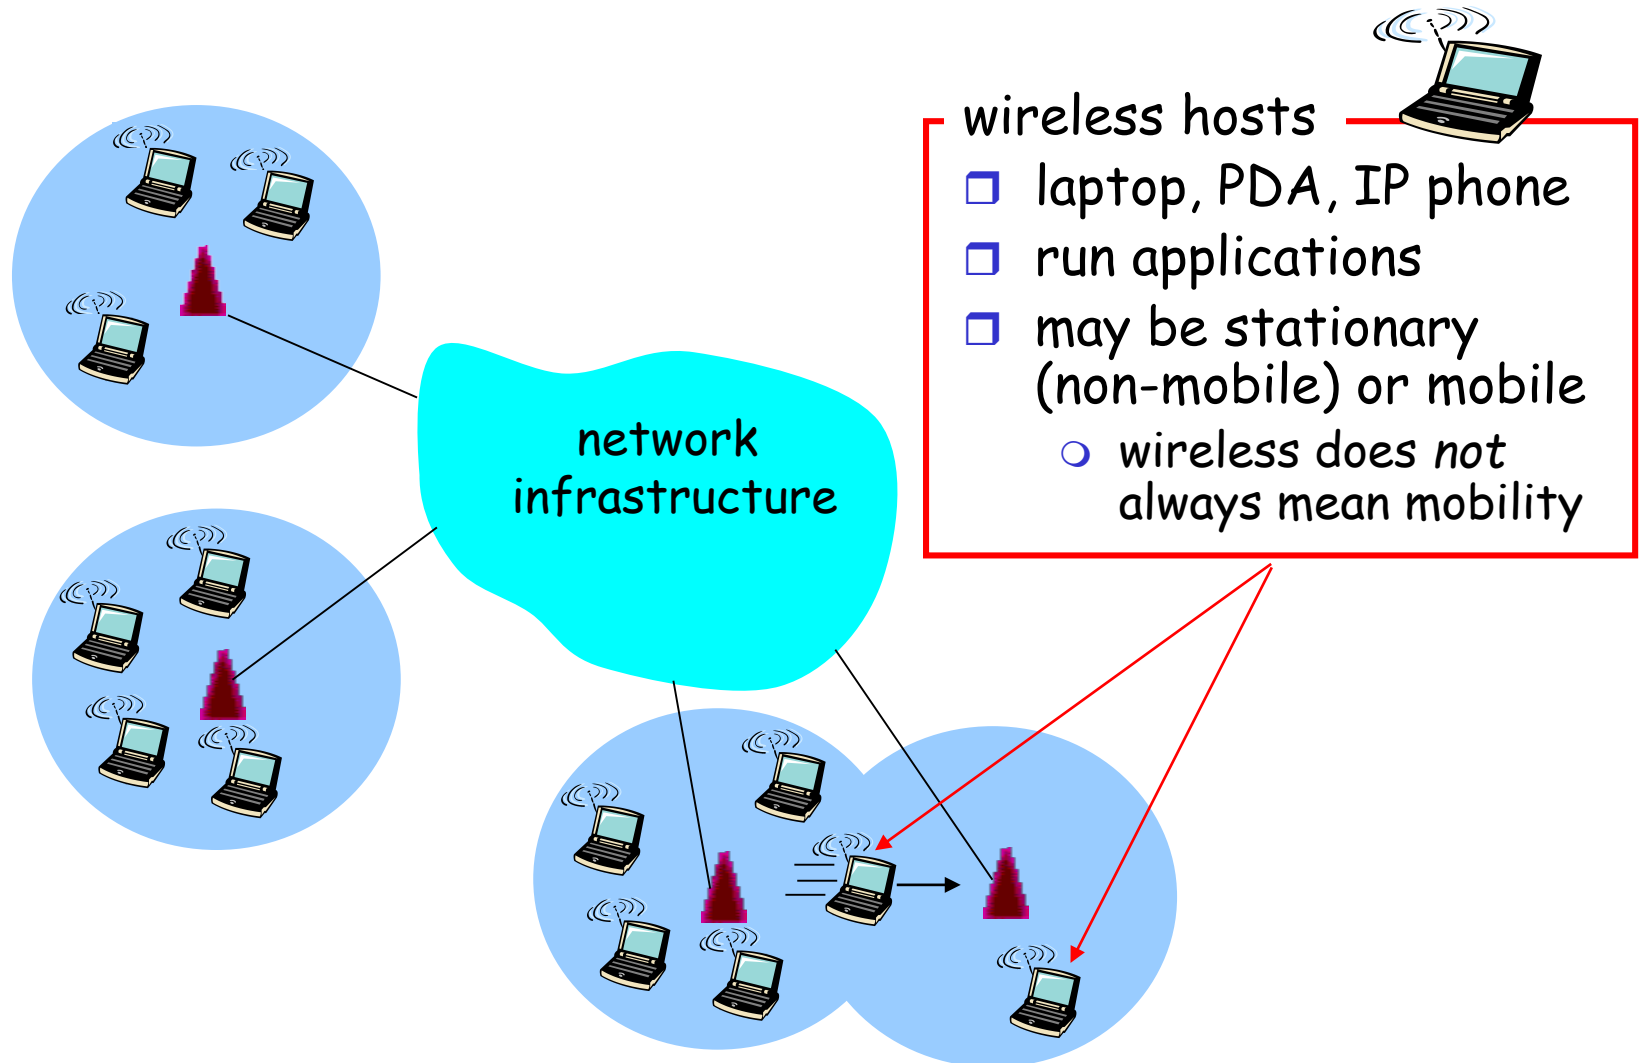 wireless hosts
laptop, PDA, IP phone
run applications
may be stationary
(non-mobile) or mobile
wireless does not
always mean mobility
network
infrastructure